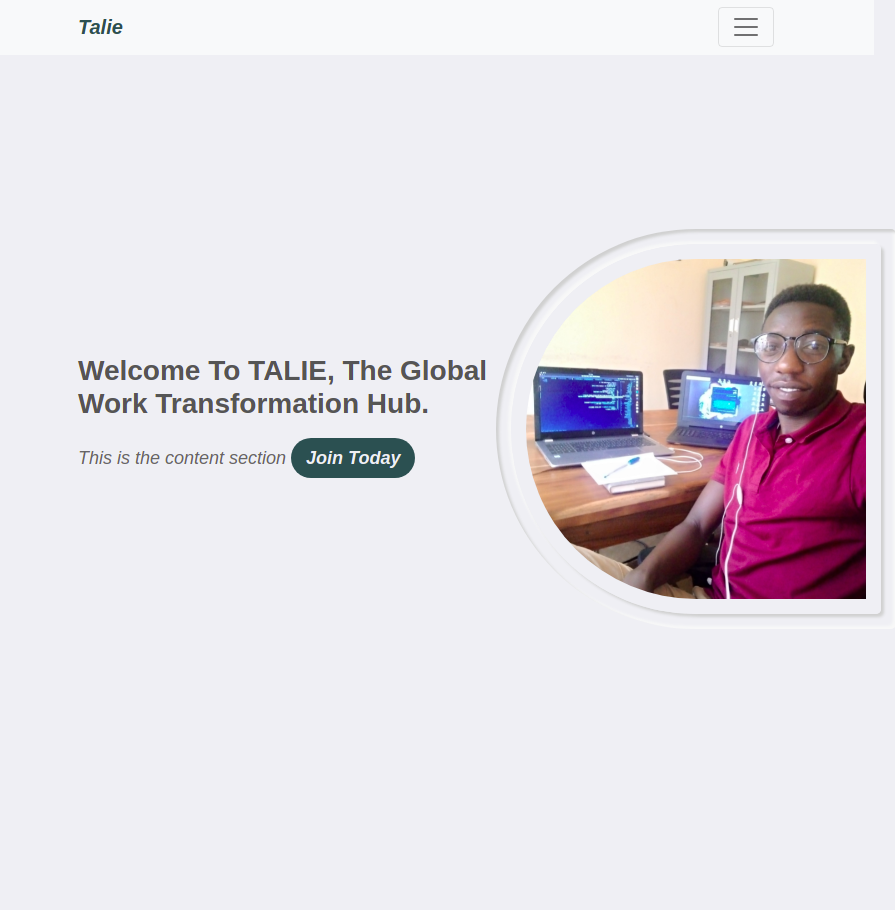 Talie
Welcome To TALIE, The Global
Work Transformation Hub.
This is the content section Join Today